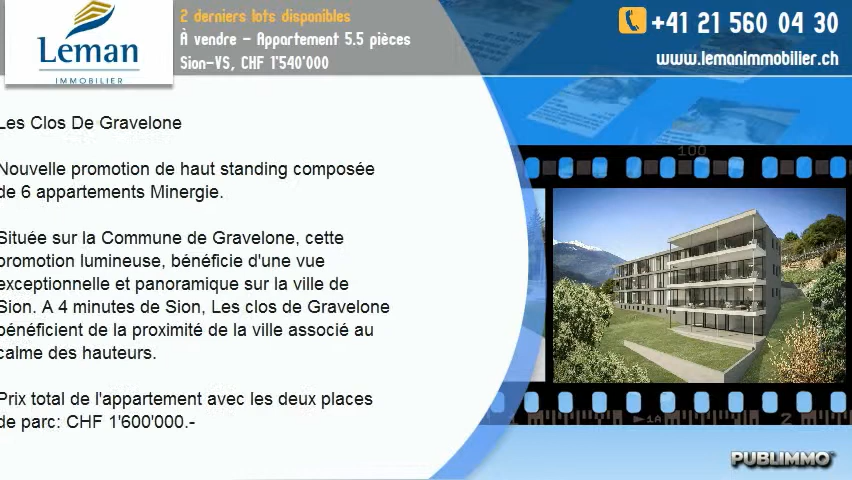 Leman
IMMOBILIER
2 derniers lots disponibles
À vendre - Appartement 5.5 pièces
Sion-VS, CHF 1'540'000
+41 21 560 04 30
www.lemanimmobilier.ch
Les Clos De Gravelone
Nouvelle promotion de haut standing composée
de 6 appartements Minergie.
Située sur la Commune de Gravelone, cette
promotion lumineuse, bénéficie d'une vue
exceptionnelle et panoramique sur la ville de
Sion. A 4 minutes de Sion, Les clos de Gravelone
bénéficient de la proximité de la ville associé au
calme des hauteurs.
Prix total de l'appartement avec les deux places
de parc: CHF 1'600'000.-
100
1A
2
PUBLIMMO